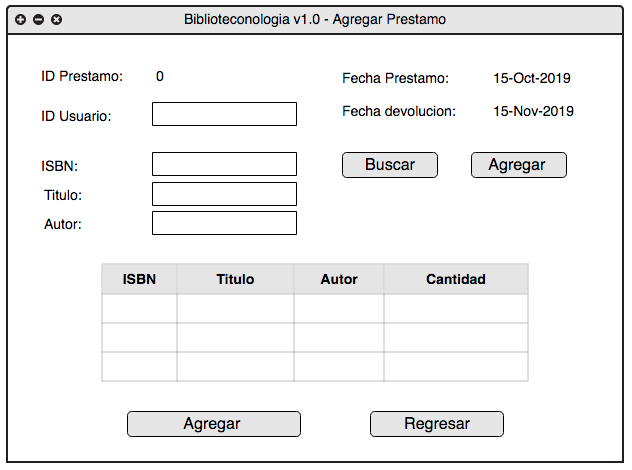 Biblioteconologia v1.0 - Agregar Prestamo
ID Prestamo: 0 Fecha Prestamo: 15-Oct-2019
ID Usuario: Fecha devolucion: 15-Nov-2019
ISBN: Buscar Agregar
Titulo:
Autor:
ISBN Titulo Autor Cantidad
Agregar Regresar